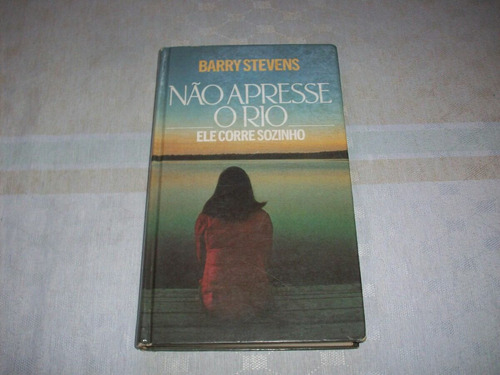 BARRY STEVENS
NÃO APRESSE
O RIO
ELE CORRE SOZINHO